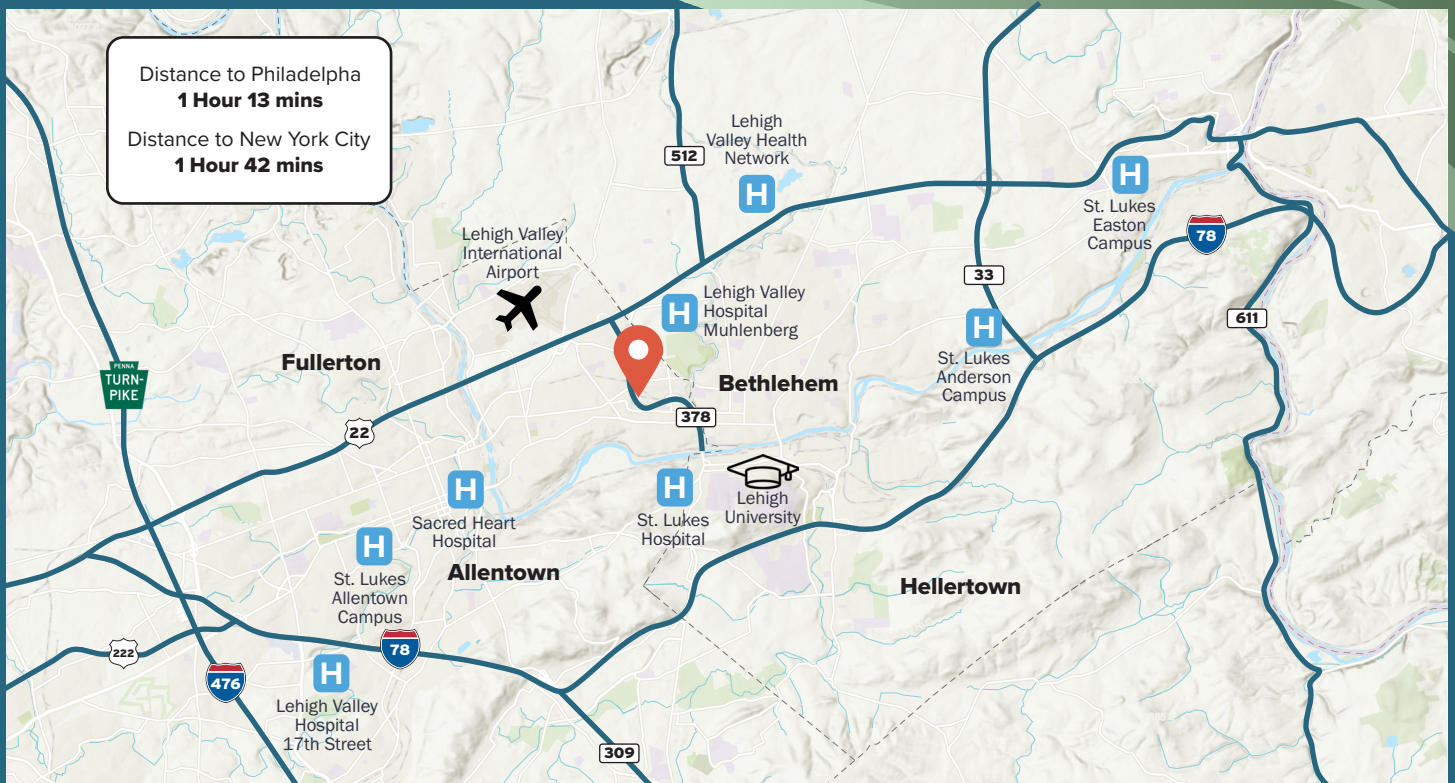 Distance to Philadelpha
1 Hour 13 mins
Distance to New York City
1 Hour 42 mins
512
Lehigh
Valley Health
Network
H
H
St. Lukes
Easton
Campus
78
Lehigh Valley
International
Airport
33
H
Lehigh Valley
Hospital
Muhlenberg
611
H
St. Lukes
Anderson
Campus
Fullerton
PENNA
TURN-
PIKE
Bethlehem
378
22
H
Sacred Heart
Hospital
H
St. Lukes
Hospital
Lehigh
University
H
St. Lukes
Allentown
Campus
Allentown
Hellertown
222
78
476
H
Lehigh Valley
Hospital
17th Street
309